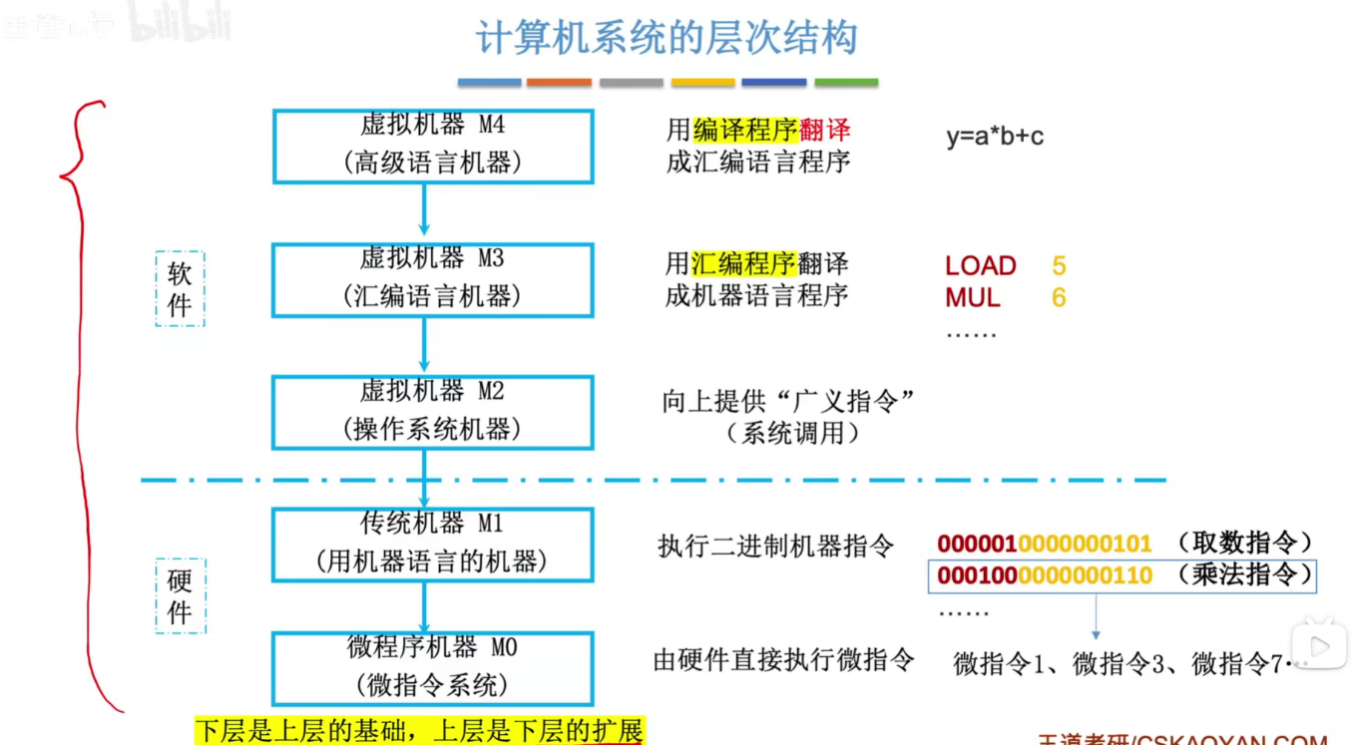 bilibili
计算机系统的层次结构
虚拟机器 M4
(高级语言机器)
用编译程序翻译
成汇编语言程序
y=a*b+c
软
件
虚拟机器 M3
(汇编语言机器)
用汇编程序翻译
成机器语言程序
LOAD 5
MUL 6
……
虚拟机器 M2
(操作系统机器)
向上提供“广义指令”
（系统调用）
硬
件
传统机器 M1
(用机器语言的机器)
执行二进制机器指令
0000010000000101 （取数指令）
0001000000000110 （乘法指令）
……
微程序机器 M0
(微指令系统)
由硬件直接执行微指令
微指令1、微指令3、微指令7…
下层是上层的基础，上层是下层的扩展
王道考研/CSKAOYAN.COM